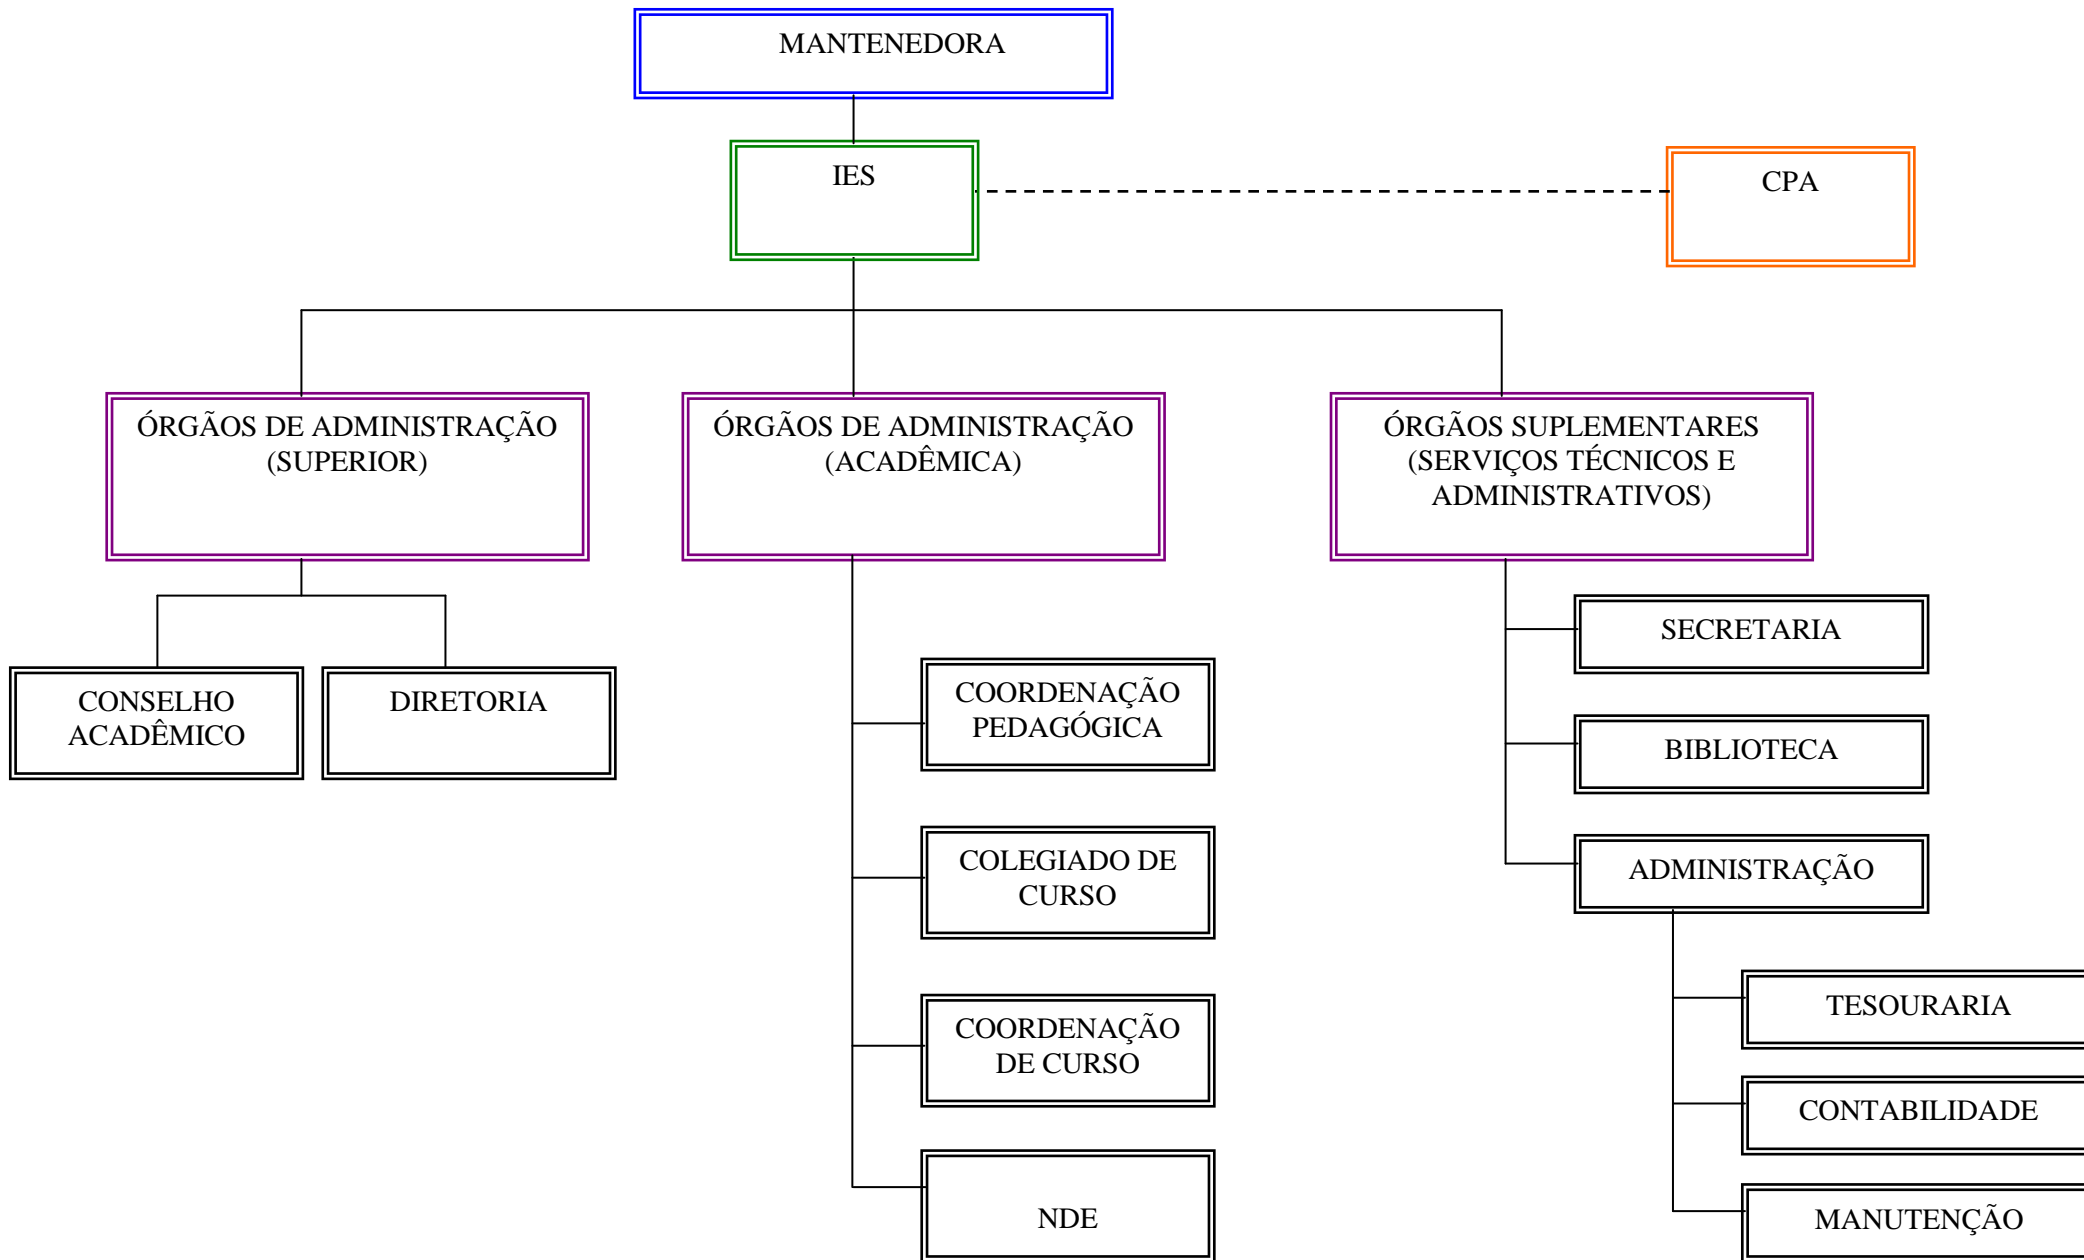 MANTENEDORA
IES
CPA
ÓRGÃOS DE ADMINISTRAÇÃO
(SUPERIOR)
ÓRGÃOS DE ADMINISTRAÇÃO
(ACADÊMICA)
ÓRGÃOS SUPLEMENTARES
(SERVIÇOS TÉCNICOS E
ADMINISTRATIVOS)
CONSELHO
ACADÊMICO
DIRETORIA
COORDENAÇÃO
PEDAGÓGICA
COLEGIADO DE
CURSO
COORDENAÇÃO
DE CURSO
NDE
SECRETARIA
BIBLIOTECA
ADMINISTRAÇÃO
TESOURARIA
CONTABILIDADE
MANUTENÇÃO